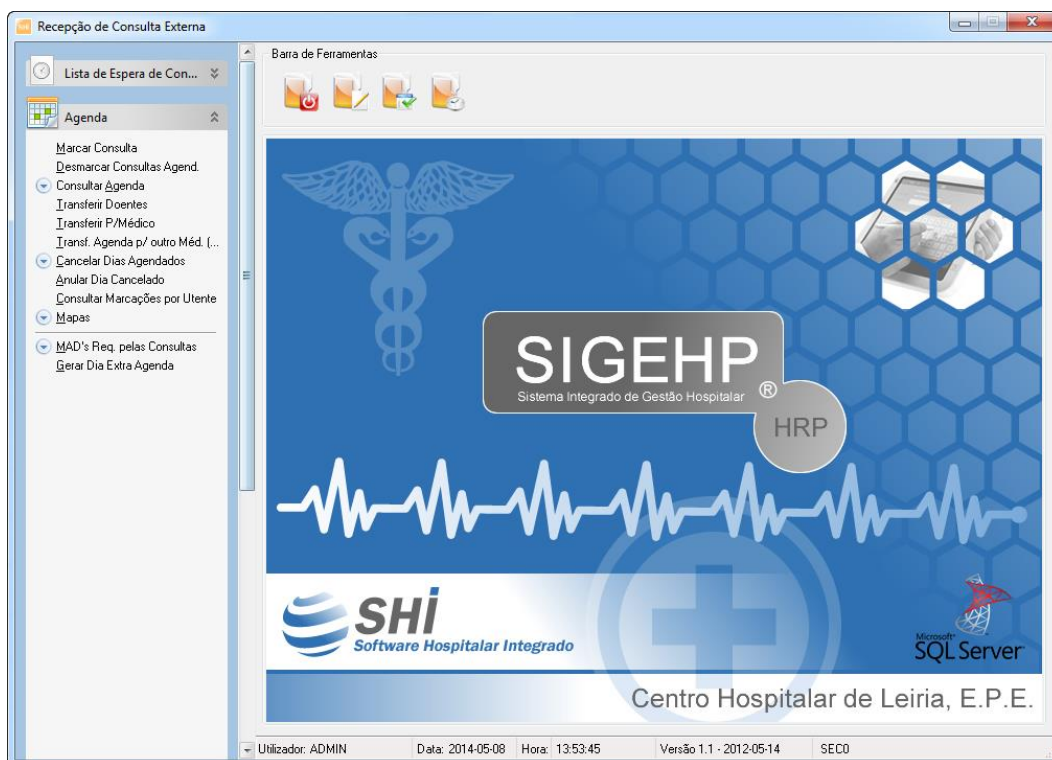 Recepção de Consulta Externa
Lista de Espera de Con...
Agenda
Marcar Consulta
Desmarcar Consultas Agend.
Consultar Agenda
Transferir Doentes
Transferir P/Médico
Transf. Agenda p/ outro Méd. (...
Cancelar Dias Agendados
Anular Dia Cancelado
Consultar Marcações por Utente
Mapas
MAD's Req. pelas Consultas
Gerar Dia Extra Agenda
Barra de Ferramentas
SIGEHP
Sistema Integrado de Gestão Hospitalar
®
HRP
SHI
Software Hospitalar Integrado
Microsoft
SQL Server
Centro Hospitalar de Leiria, E.P.E.
Utilizador: ADMIN Data: 2014-05-08 Hora: 13:53:45 Versão 1.1 - 2012-05-14 SEC0